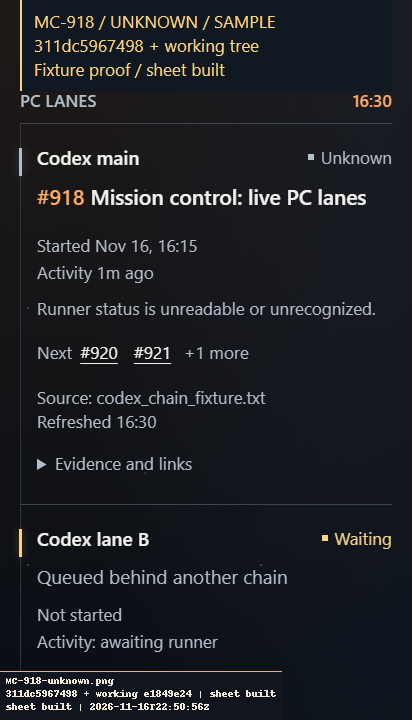 MC-918 / UNKNOWN / SAMPLE
311dc5967498 + working tree
Fixture proof / sheet built
PC LANES 16:30
Codex main Unknown
#918 Mission control: live PC lanes
Started Nov 16, 16:15
Activity 1m ago
Runner status is unreadable or unrecognized.
Next #920 #921 +1 more
Source: codex_chain_fixture.txt
Refreshed 16:30
Evidence and links
Codex lane B Waiting
Queued behind another chain
Not started
Activity: awaiting runner
MC-918-unknown.png
311dc5967498 + working e1849e24 | sheet built
sheet built | 2026-11-16T22:50:56Z